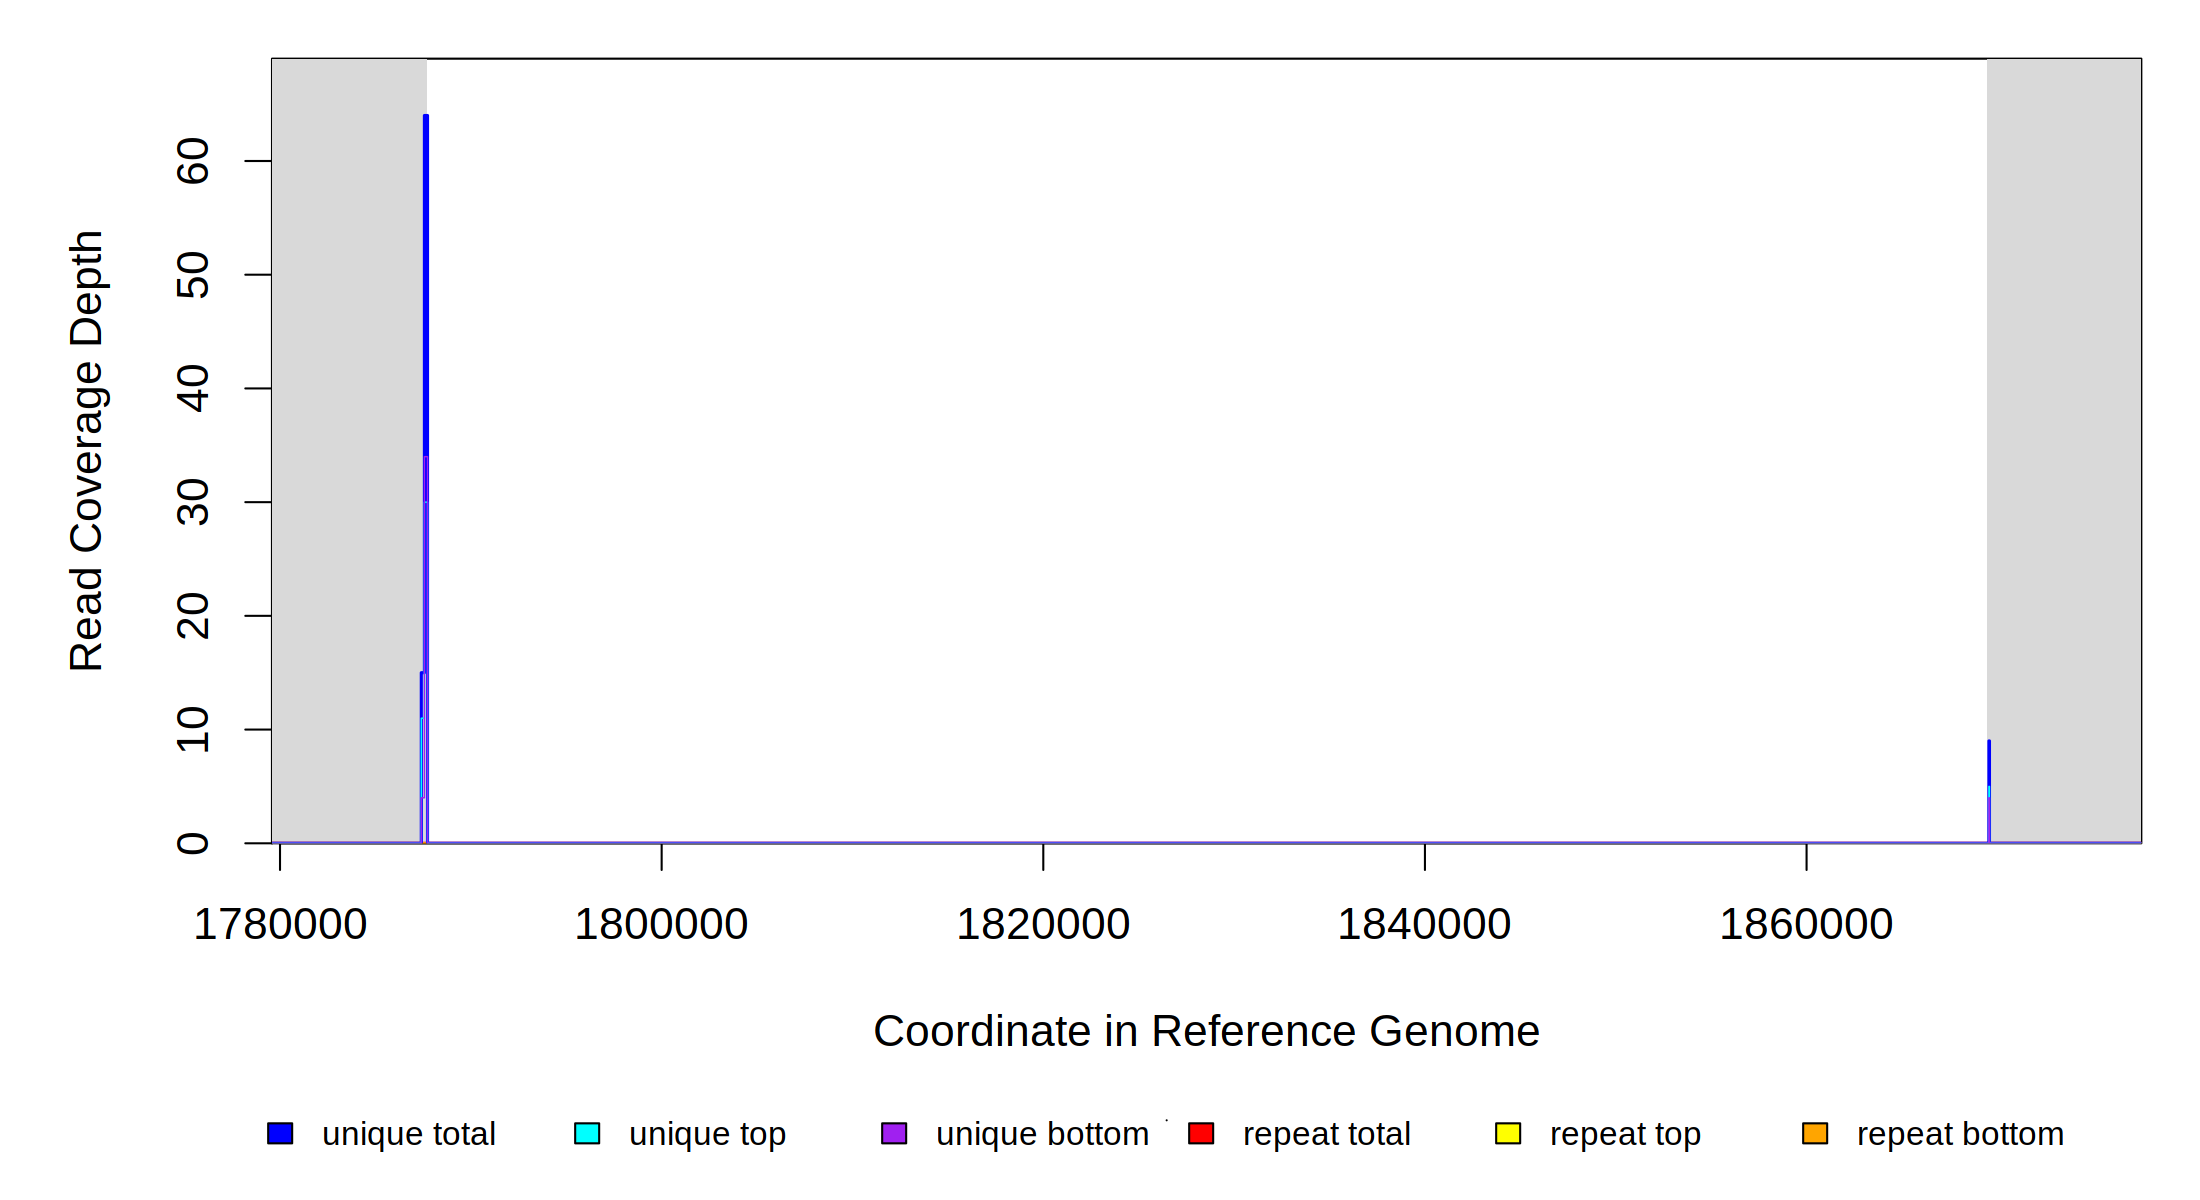 Read Coverage Depth
60
50
40
30
20
10
0
1780000 1800000 1820000 1840000 1860000
Coordinate in Reference Genome
unique total unique top unique bottom repeat total repeat top repeat bottom